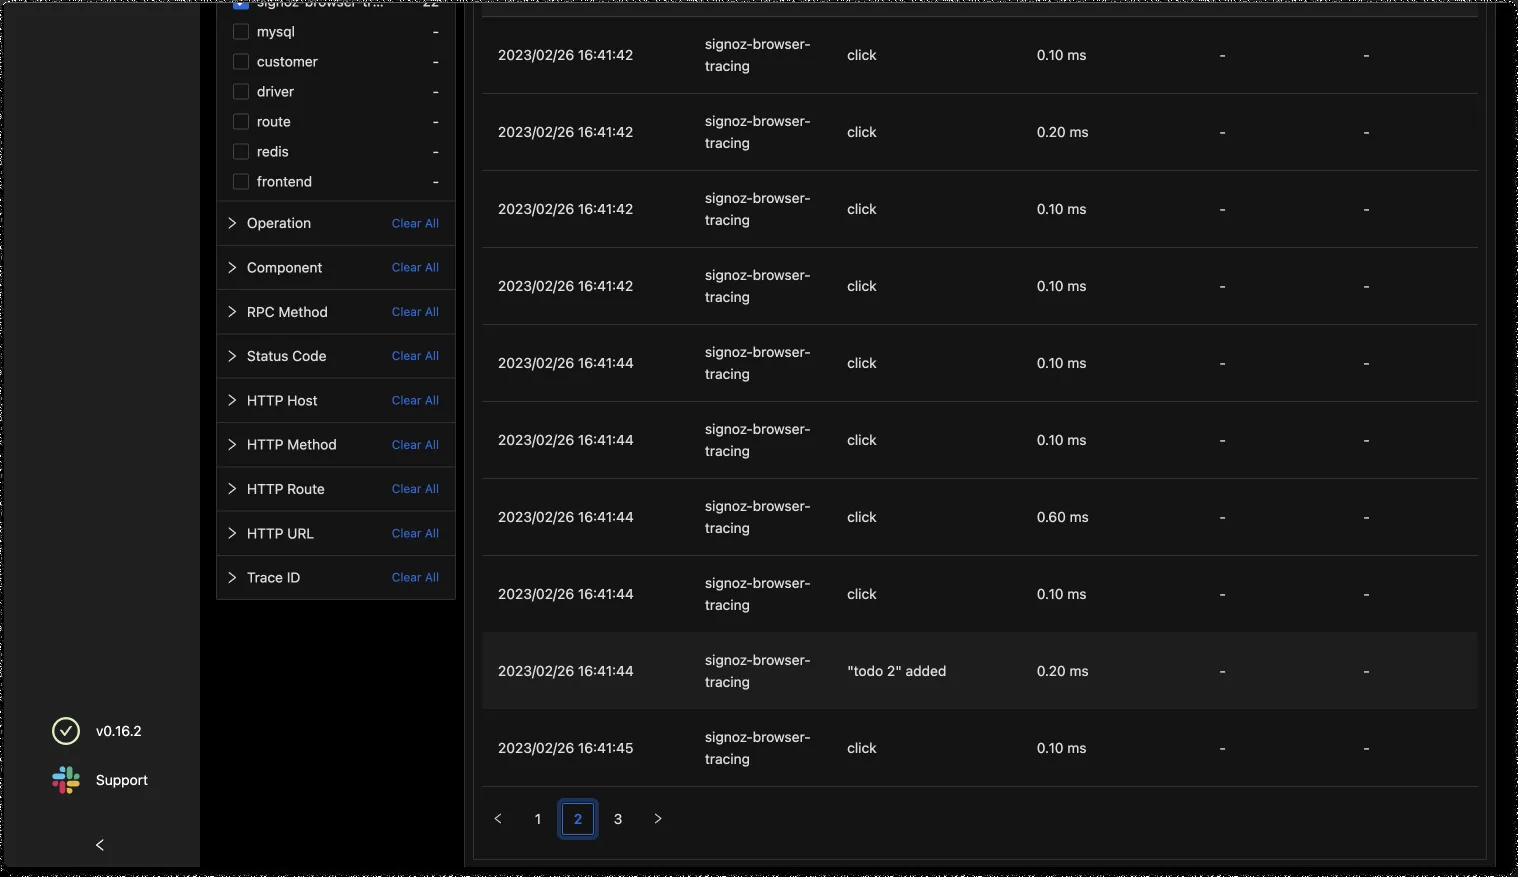 signoz-browser-tr... 22
mysql -
customer -
driver -
route -
redis -
frontend -
Operation Clear All
Component Clear All
RPC Method Clear All
Status Code Clear All
HTTP Host Clear All
HTTP Method Clear All
HTTP Route Clear All
HTTP URL Clear All
Trace ID Clear All
v0.16.2
Support
2023/02/26 16:41:42 signoz-browser-
tracing click 0.10 ms - -
2023/02/26 16:41:42 signoz-browser-
tracing click 0.20 ms - -
2023/02/26 16:41:42 signoz-browser-
tracing click 0.10 ms - -
2023/02/26 16:41:42 signoz-browser-
tracing click 0.10 ms - -
2023/02/26 16:41:44 signoz-browser-
tracing click 0.10 ms - -
2023/02/26 16:41:44 signoz-browser-
tracing click 0.10 ms - -
2023/02/26 16:41:44 signoz-browser-
tracing click 0.60 ms - -
2023/02/26 16:41:44 signoz-browser-
tracing click 0.10 ms - -
2023/02/26 16:41:44 signoz-browser-
tracing "todo 2" added 0.20 ms - -
2023/02/26 16:41:45 signoz-browser-
tracing click 0.10 ms - -
< 1 2 3 >